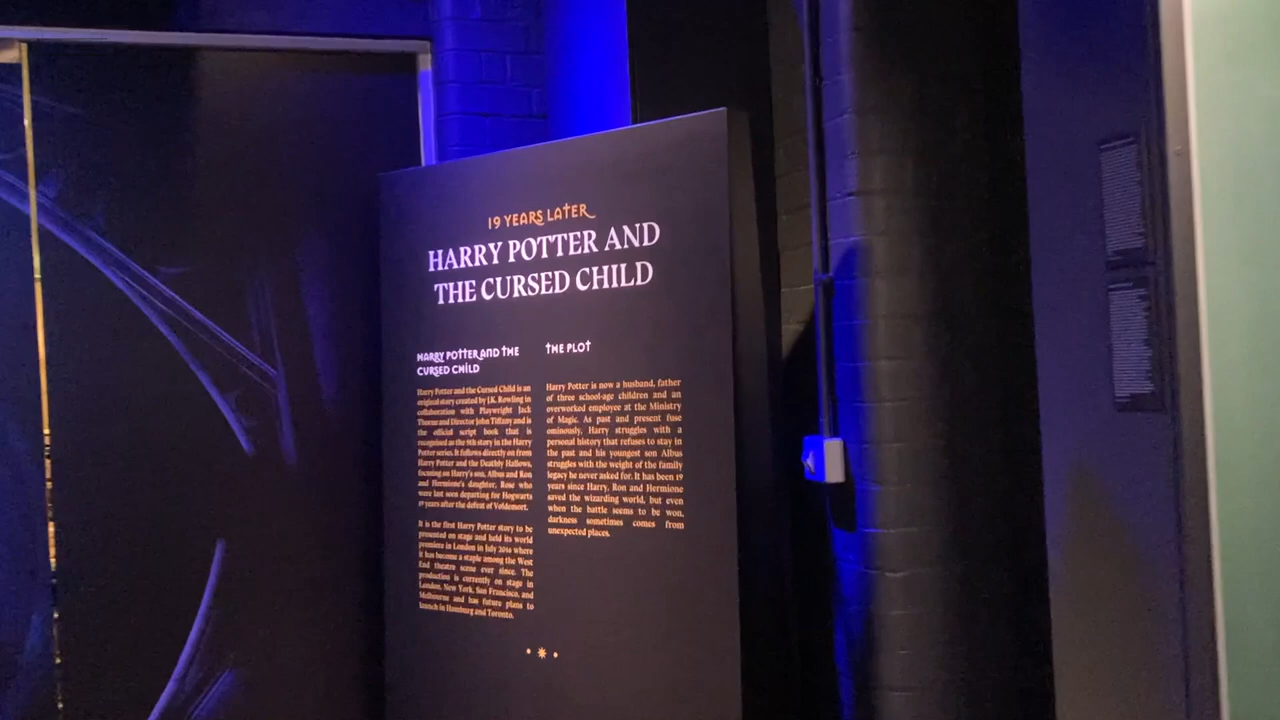 19 YEARS LATER
HARRY POTTER AND
THE CURSED CHILD
HARRY POTTER AND THE
CURSED CHILD
Harry Potter and the Cursed Child is an
original story created by J.K. Rowling in
collaboration with Playwright Jack
Thorne and Director John Tiffany and is
the official script book that is
recognised as the 8th story in the Harry
Potter series. It follows directly on from
Harry Potter and the Deathly Hallows,
focusing on Harry's son, Albus and Ron
and Hermione's daughter, Rose who
were last seen departing for Hogwarts
19 years after the defeat of Voldemort.
It is the first Harry Potter story to be
presented on stage and held its world
premiere in London in July 2016 where
it has become a staple among the West
End theatre scene ever since. The
production is currently on stage in
London, New York, San Francisco, and
Melbourne and has future plans to
launch in Hamburg and Toronto.
THE PLOT
Harry Potter is now a husband, father
of three school-age children and an
overworked employee at the Ministry
of Magic. As past and present fuse
ominously, Harry struggles with a
personal history that refuses to stay in
the past and his youngest son Albus
struggles with the weight of the family
legacy he never asked for. It has been 19
years since Harry, Ron and Hermione
saved the wizarding world, but even
when the battle seems to be won,
darkness sometimes comes from
unexpected places.